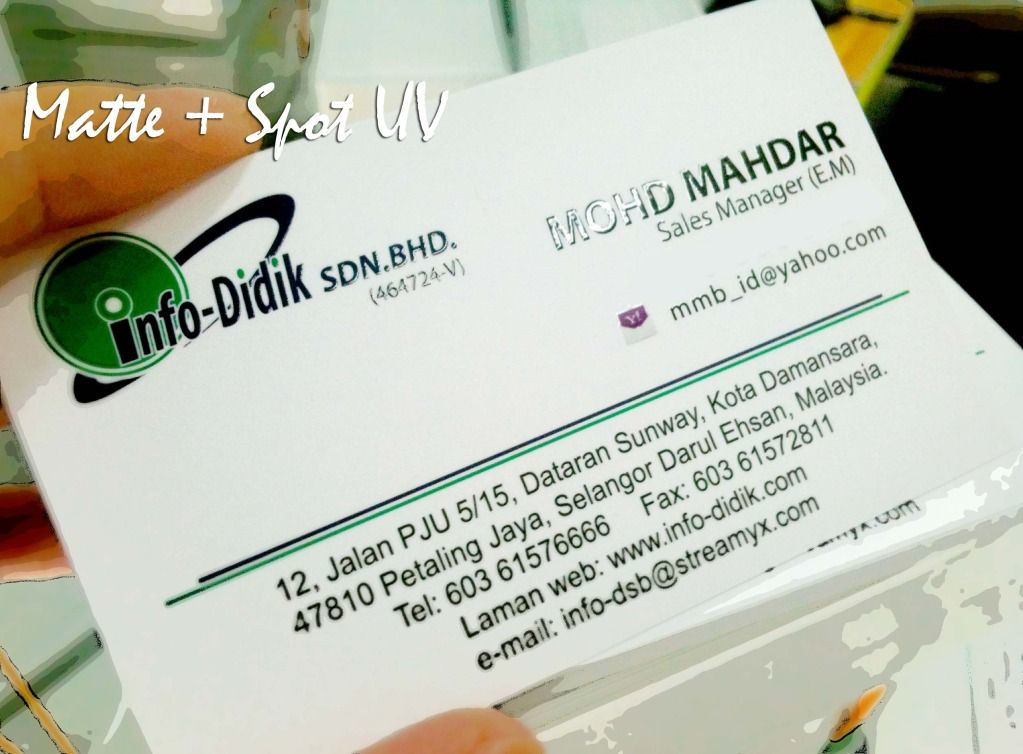 Matte + Spot UV
info-Didik SDN.BHD.
(464724-V)
MOHD MAHDAR
Sales Manager (E.M)
Y!
mmb_id@yahoo.com
12, Jalan PJU 5/15, Dataran Sunway, Kota Damansara,
47810 Petaling Jaya, Selangor Darul Ehsan, Malaysia.
Tel: 603 61576666 Fax: 603 61572811
Laman web: www.info-didik.com
e-mail: info-dsb@streamyx.com